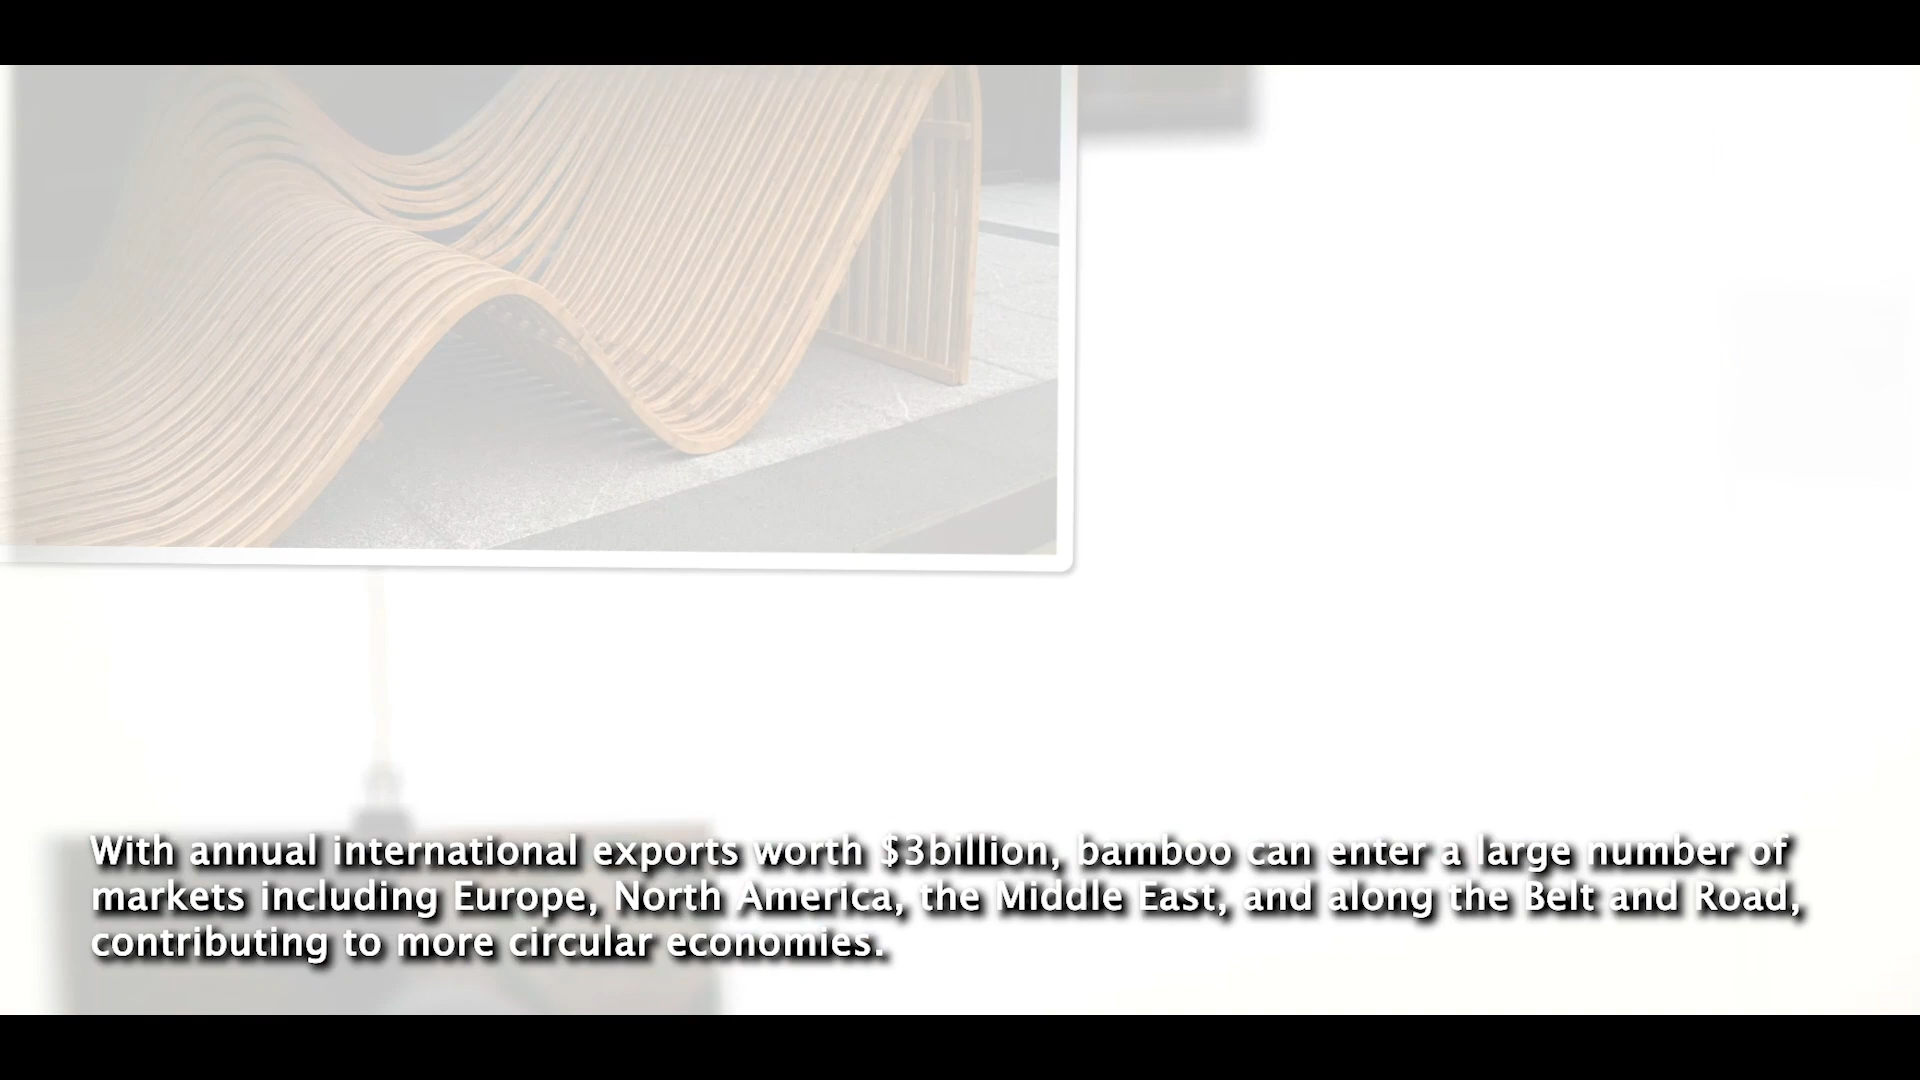 With annual international exports worth $3billion, bamboo can enter a large number of
markets including Europe, North America, the Middle East, and along the Belt and Road,
contributing to more circular economies.